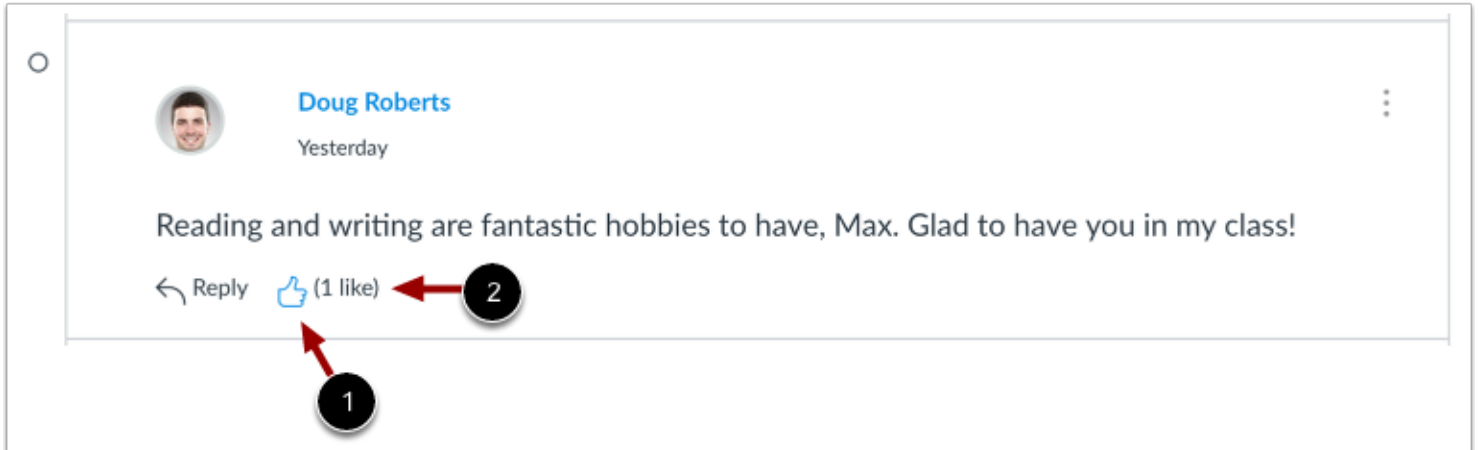 Doug Roberts
Yesterday
Reading and writing are fantastic hobbies to have, Max. Glad to have you in my class!
Reply (1 like) 2
1